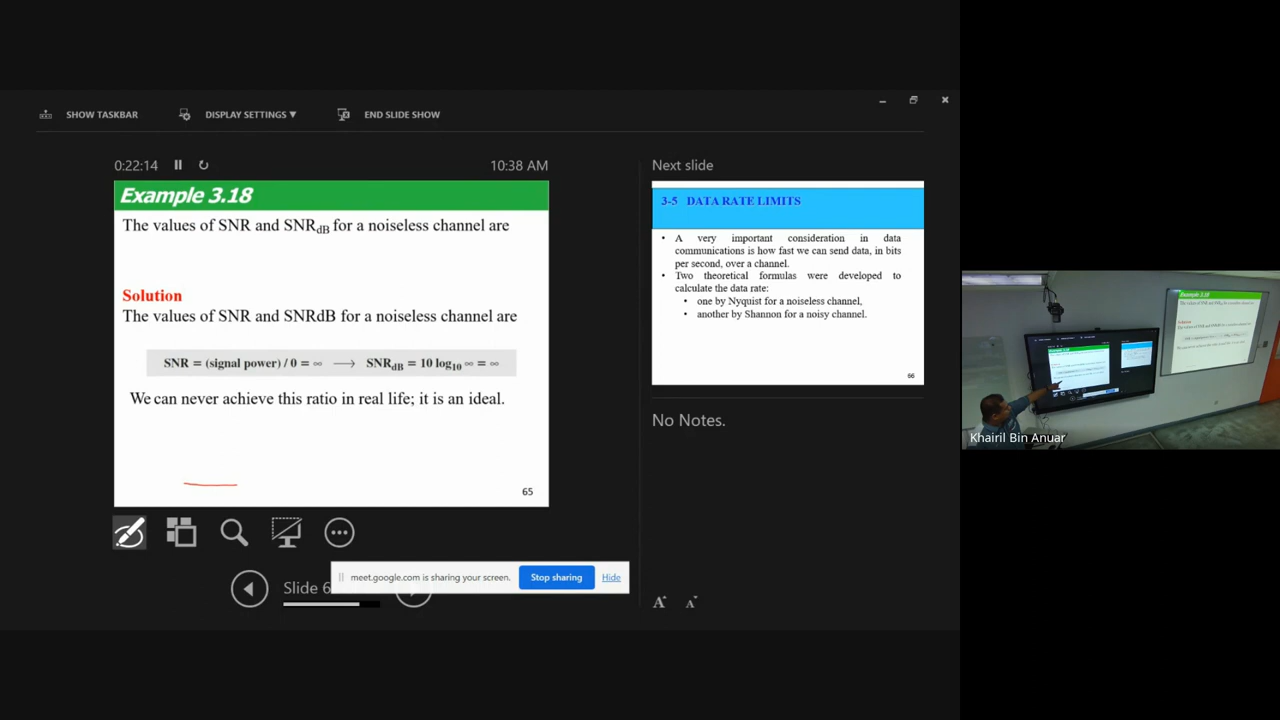 SHOW TASKBAR
DISPLAY SETTINGS ▼
END SLIDE SHOW
0:22:14
10:38 AM
Example 3.18
The values of SNR and SNRdB for a noiseless channel are
Solution
The values of SNR and SNRdB for a noiseless channel are
SNR = (signal power) / 0 = ∞ → SNRdB = 10 log10 ∞ = ∞
We can never achieve this ratio in real life; it is an ideal.
65
Next slide
3-5 DATA RATE LIMITS
• A very important consideration in data
communications is how fast we can send data, in bits
per second, over a channel.
• Two theoretical formulas were developed to
calculate the data rate:
• one by Nyquist for a noiseless channel,
• another by Shannon for a noisy channel.
66
No Notes.
Slide 6
meet.google.com is sharing your screen.
Stop sharing
Hide
A A
Example 3.18
Khairil Bin Anuar